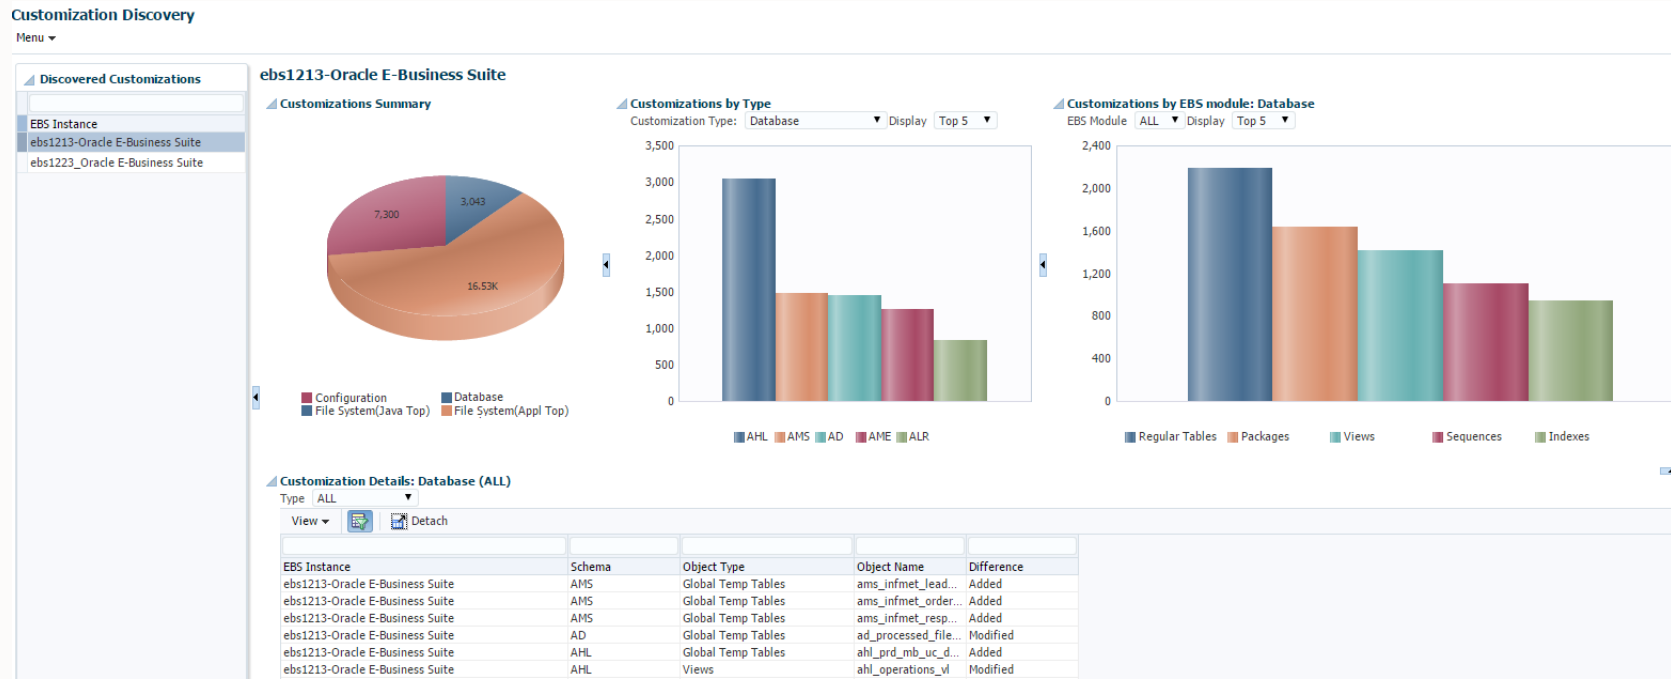 Customization Discovery
Menu
Discovered Customizations
EBS Instance
ebs1213-Oracle E-Business Suite
ebs1223_Oracle E-Business Suite
ebs1213-Oracle E-Business Suite
Customizations Summary
7,300
3,043
16.53K
Configuration Database
File System(Java Top) File System(Appl Top)
Customizations by Type
Customization Type: Database Display Top 5
3,500
3,000
2,500
2,000
1,500
1,000
500
0
AHL AMS AD AME ALR
Customizations by EBS module: Database
EBS Module ALL Display Top 5
2,400
2,000
1,600
1,200
800
400
0
Regular Tables Packages Views Sequences Indexes
Customization Details: Database (ALL)
Type ALL
View Detach
EBS Instance Schema Object Type Object Name Difference
ebs1213-Oracle E-Business Suite AMS Global Temp Tables ams_infmet_lead... Added
ebs1213-Oracle E-Business Suite AMS Global Temp Tables ams_infmet_order... Added
ebs1213-Oracle E-Business Suite AMS Global Temp Tables ams_infmet_resp... Added
ebs1213-Oracle E-Business Suite AD Global Temp Tables ad_processed_file... Modified
ebs1213-Oracle E-Business Suite AHL Global Temp Tables ahl_prd_mb_uc_d... Added
ebs1213-Oracle E-Business Suite AHL Views ahl_operations_vl Modified